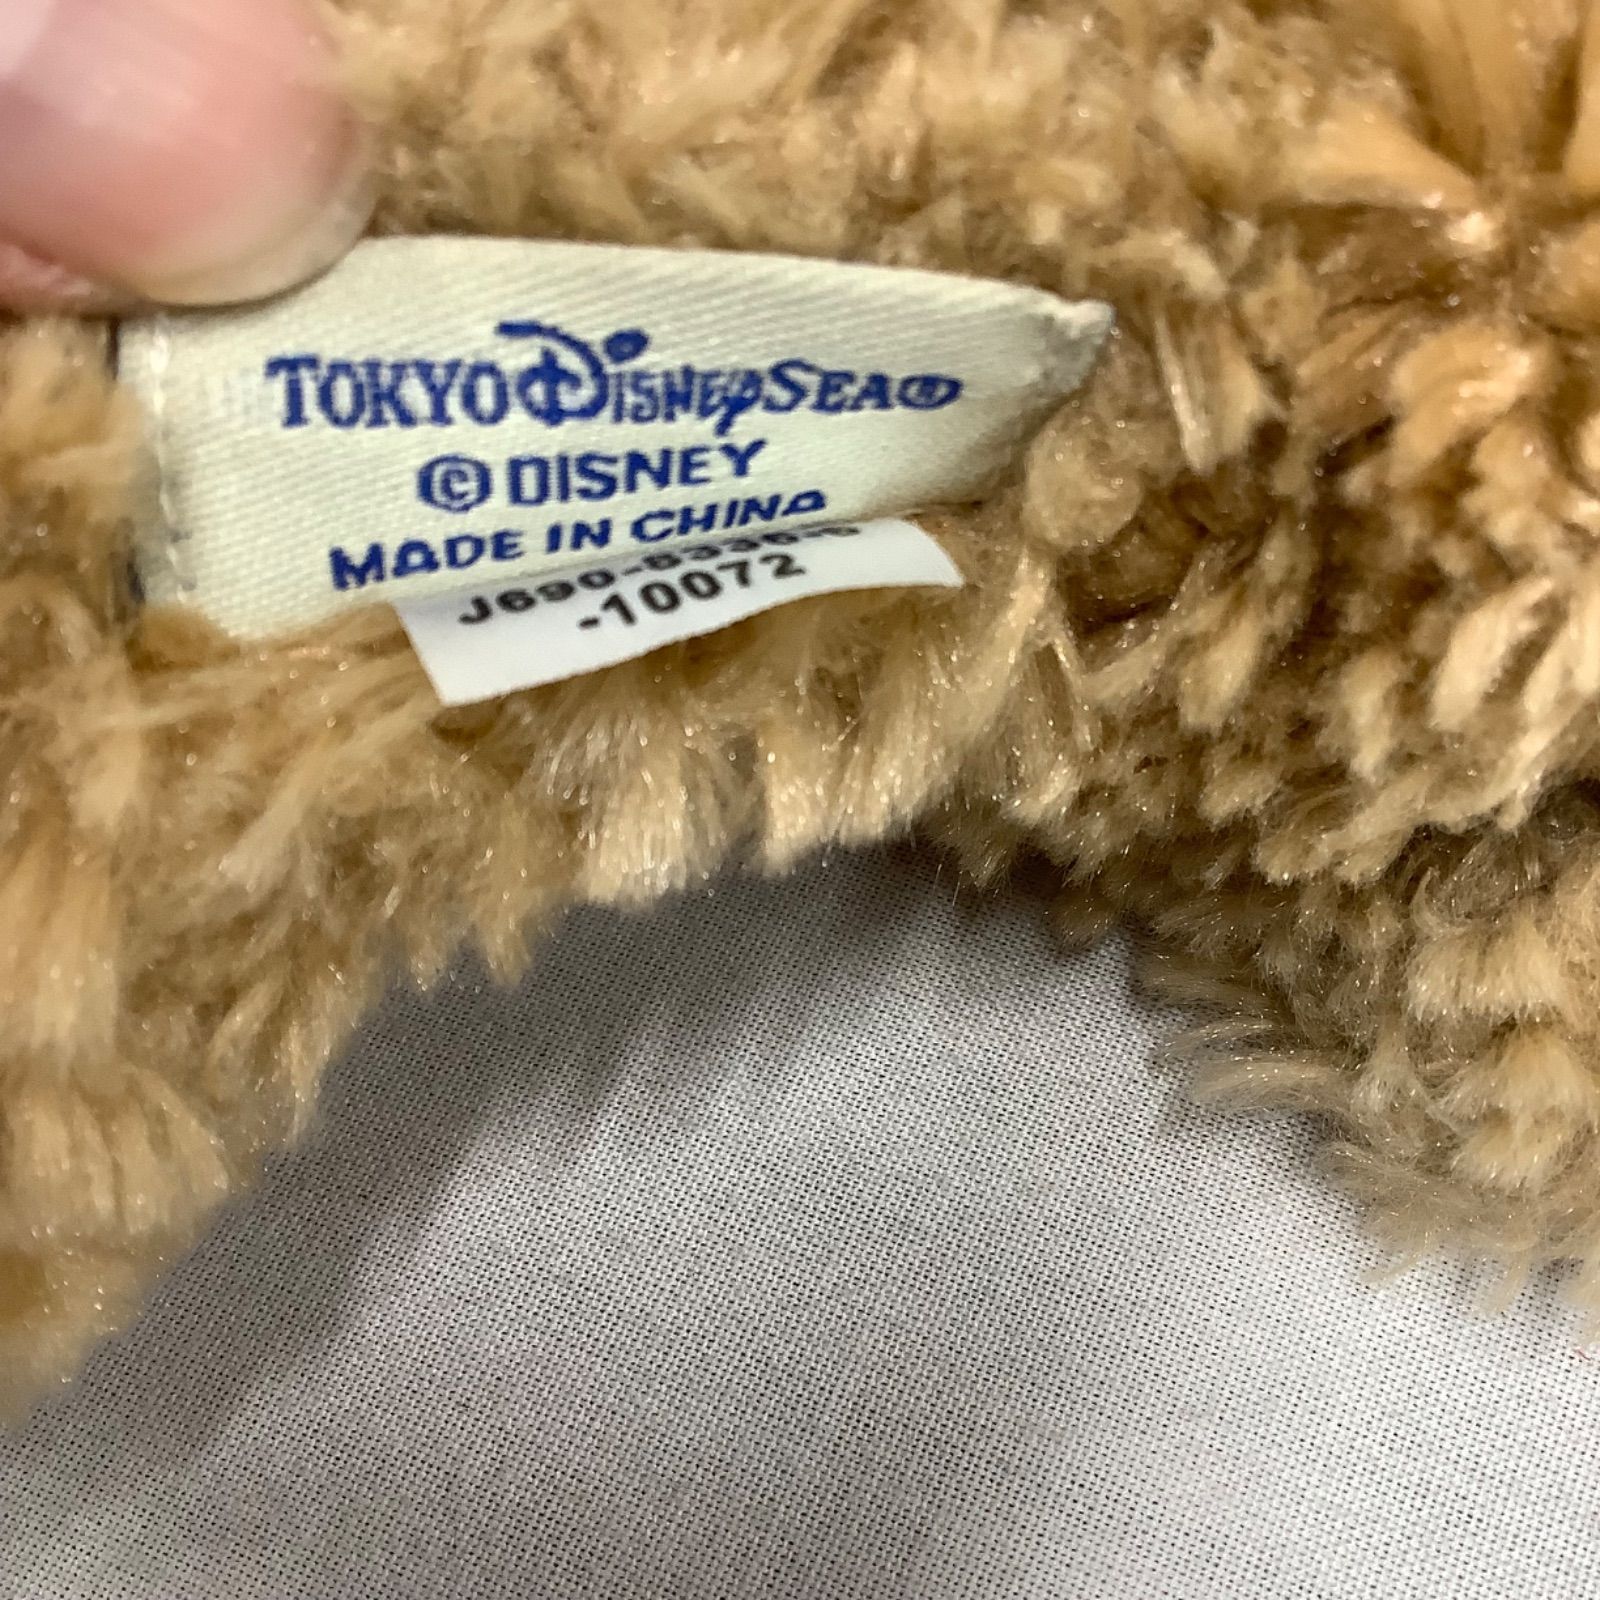 TOKYO DISNEYSEA®
© DISNEY
MADE IN CHINA
-10072